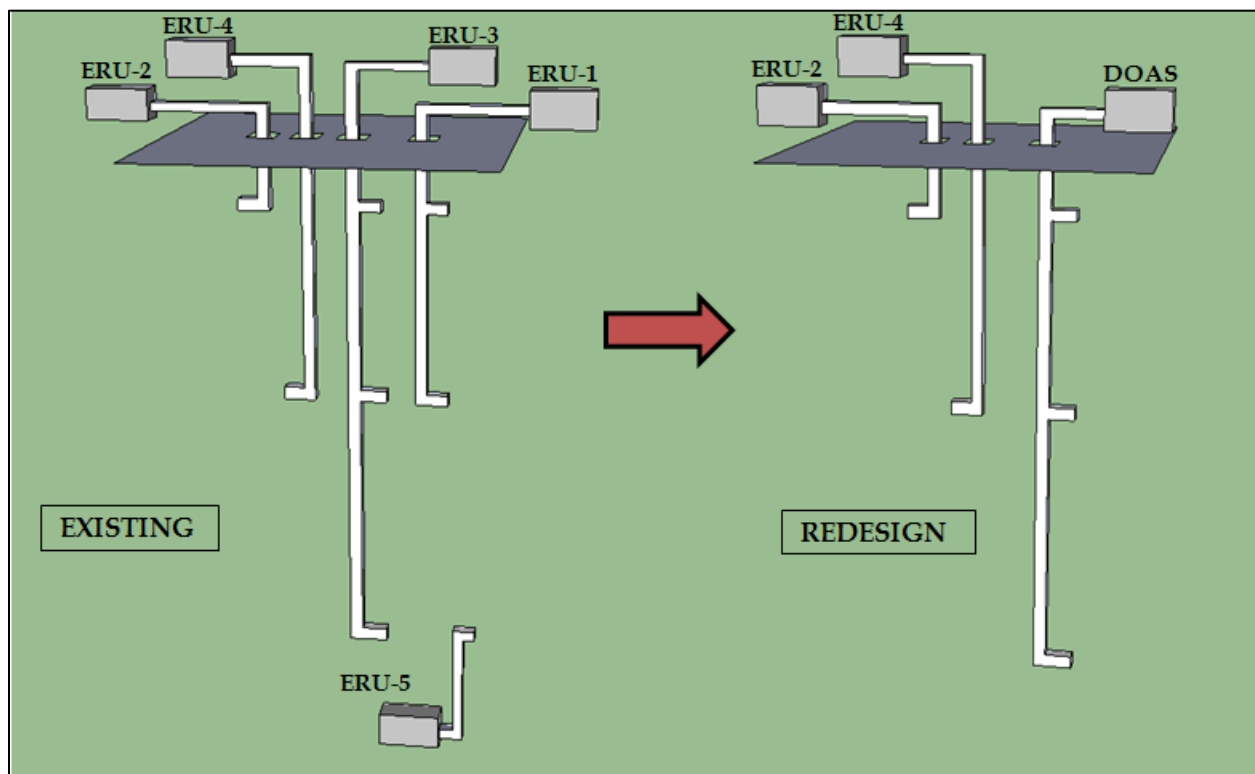 ERU-4
ERU-3
ERU-2
ERU-1
EXISTING
ERU-5
ERU-4
ERU-2
DOAS
REDESIGN